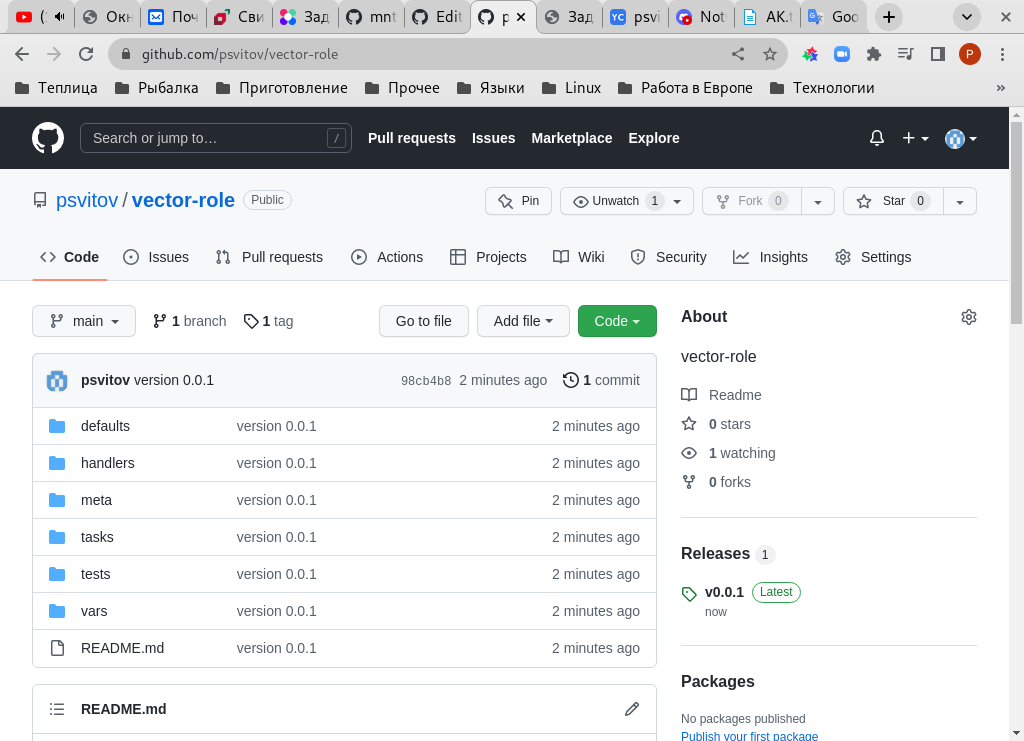 (
Окн
Поч
Сви
Зад
mnt
Edit
p
Зад
YC
psvi
Not
AK.t
Goo
github.com/psvitov/vector-role
P
Теплица
Рыбалка
Приготовление
Прочее
Языки
Linux
Работа в Европе
Технологии
»
Search or jump to…
/
Pull requests
Issues
Marketplace
Explore
psvitov / vector-role
Public
Pin
Unwatch 1
Fork 0
Star 0
Code
Issues
Pull requests
Actions
Projects
Wiki
Security
Insights
Settings
main
1 branch
1 tag
Go to file
Add file
Code
psvitov version 0.0.1
98cb4b8 2 minutes ago
1 commit
defaults version 0.0.1 2 minutes ago
handlers version 0.0.1 2 minutes ago
meta version 0.0.1 2 minutes ago
tasks version 0.0.1 2 minutes ago
tests version 0.0.1 2 minutes ago
vars version 0.0.1 2 minutes ago
README.md version 0.0.1 2 minutes ago
README.md
About
vector-role
Readme
0 stars
1 watching
0 forks
Releases 1
v0.0.1 Latest
now
Packages
No packages published
Publish your first package